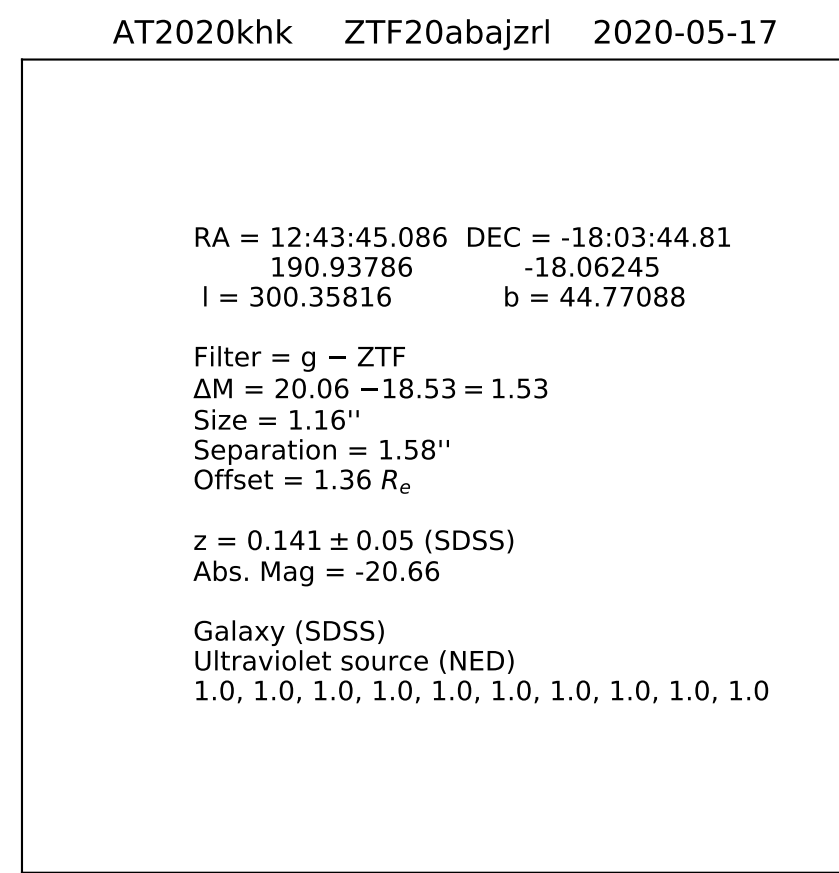 AT2020khk ZTF20abajzrl 2020-05-17
RA = 12:43:45.086 DEC = -18:03:44.81
190.93786 -18.06245
l = 300.35816 b = 44.77088
Filter = g − ZTF
ΔM = 20.06 −18.53 = 1.53
Size = 1.16''
Separation = 1.58''
Offset = 1.36 Rₑ
z = 0.141 ± 0.05 (SDSS)
Abs. Mag = -20.66
Galaxy (SDSS)
Ultraviolet source (NED)
1.0, 1.0, 1.0, 1.0, 1.0, 1.0, 1.0, 1.0, 1.0, 1.0